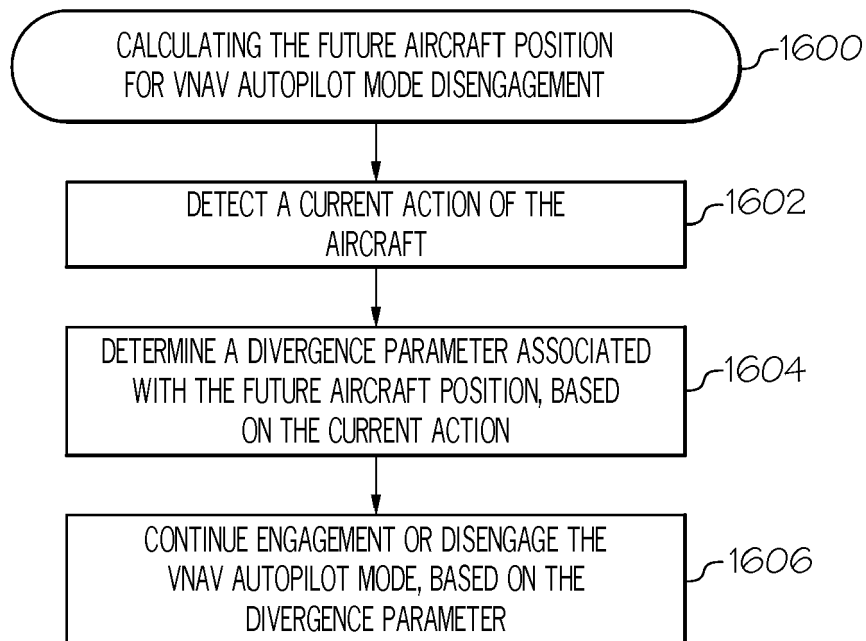 CALCULATING THE FUTURE AIRCRAFT POSITION
FOR VNAV AUTOPILOT MODE DISENGAGEMENT
1600
DETECT A CURRENT ACTION OF THE
AIRCRAFT
1602
DETERMINE A DIVERGENCE PARAMETER ASSOCIATED
WITH THE FUTURE AIRCRAFT POSITION, BASED
ON THE CURRENT ACTION
1604
CONTINUE ENGAGEMENT OR DISENGAGE THE
VNAV AUTOPILOT MODE, BASED ON THE
DIVERGENCE PARAMETER
1606